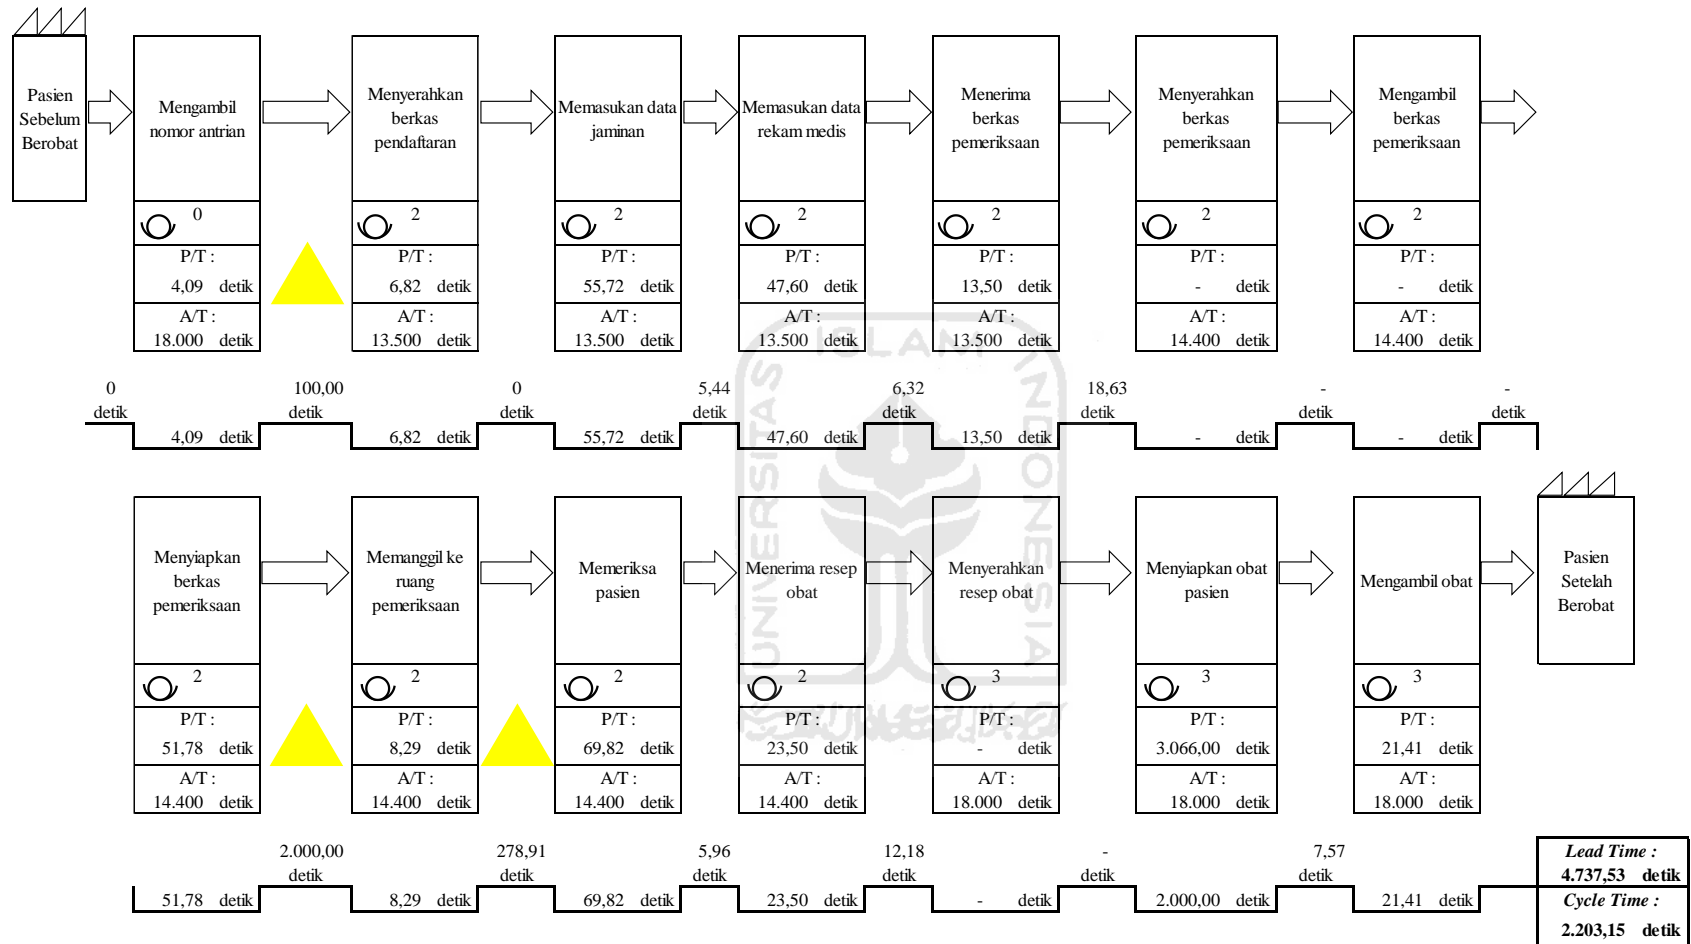 Pasien
Sebelum
Berobat
Mengambil
nomor antrian
Menyerahkan
berkas
pendaftaran
Memasukan data
jaminan
Memasukan data
rekam medis
Menerima
berkas
pemeriksaan
Menyerahkan
berkas
pemeriksaan
Mengambil
berkas
pemeriksaan
0 2 2 2 2 2 2
P/T : P/T : P/T : P/T : P/T : P/T : P/T :
4,09 detik 6,82 detik 55,72 detik 47,60 detik 13,50 detik - detik - detik
A/T : A/T : A/T : A/T : A/T : A/T : A/T :
18.000 detik 13.500 detik 13.500 detik 13.500 detik 13.500 detik 14.400 detik 14.400 detik
0 100,00 0 5,44 6,32 18,63 - -
detik detik detik detik detik detik detik detik
4,09 detik 6,82 detik 55,72 detik 47,60 detik 13,50 detik - detik - detik
Menyiapkan
berkas
pemeriksaan
Memanggil ke
ruang
pemeriksaan
Memeriksa
pasien
Menerima resep
obat
Menyerahkan
resep obat
Menyiapkan obat
pasien
Mengambil obat
Pasien
Setelah
Berobat
2 2 2 2 3 3 3
P/T : P/T : P/T : P/T : P/T : P/T : P/T :
51,78 detik 8,29 detik 69,82 detik 23,50 detik - detik 3.066,00 detik 21,41 detik
A/T : A/T : A/T : A/T : A/T : A/T : A/T :
14.400 detik 14.400 detik 14.400 detik 14.400 detik 18.000 detik 18.000 detik 18.000 detik
2.000,00 278,91 5,96 12,18 - 7,57
detik detik detik detik detik detik
51,78 detik 8,29 detik 69,82 detik 23,50 detik - detik 2.000,00 detik 21,41 detik
Lead Time :
4.737,53 detik
Cycle Time :
2.203,15 detik
UNIVERSITAS
ISLAM
INDONESIA